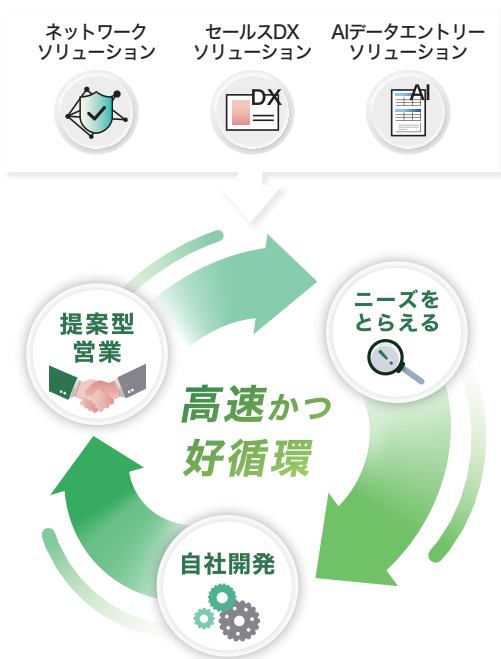 ネットワーク
ソリューション
セールスDX
ソリューション
AIデータエントリー
ソリューション
DX
AI
提案型
営業
ニーズを
とらえる
高速かつ
好循環
自社開発